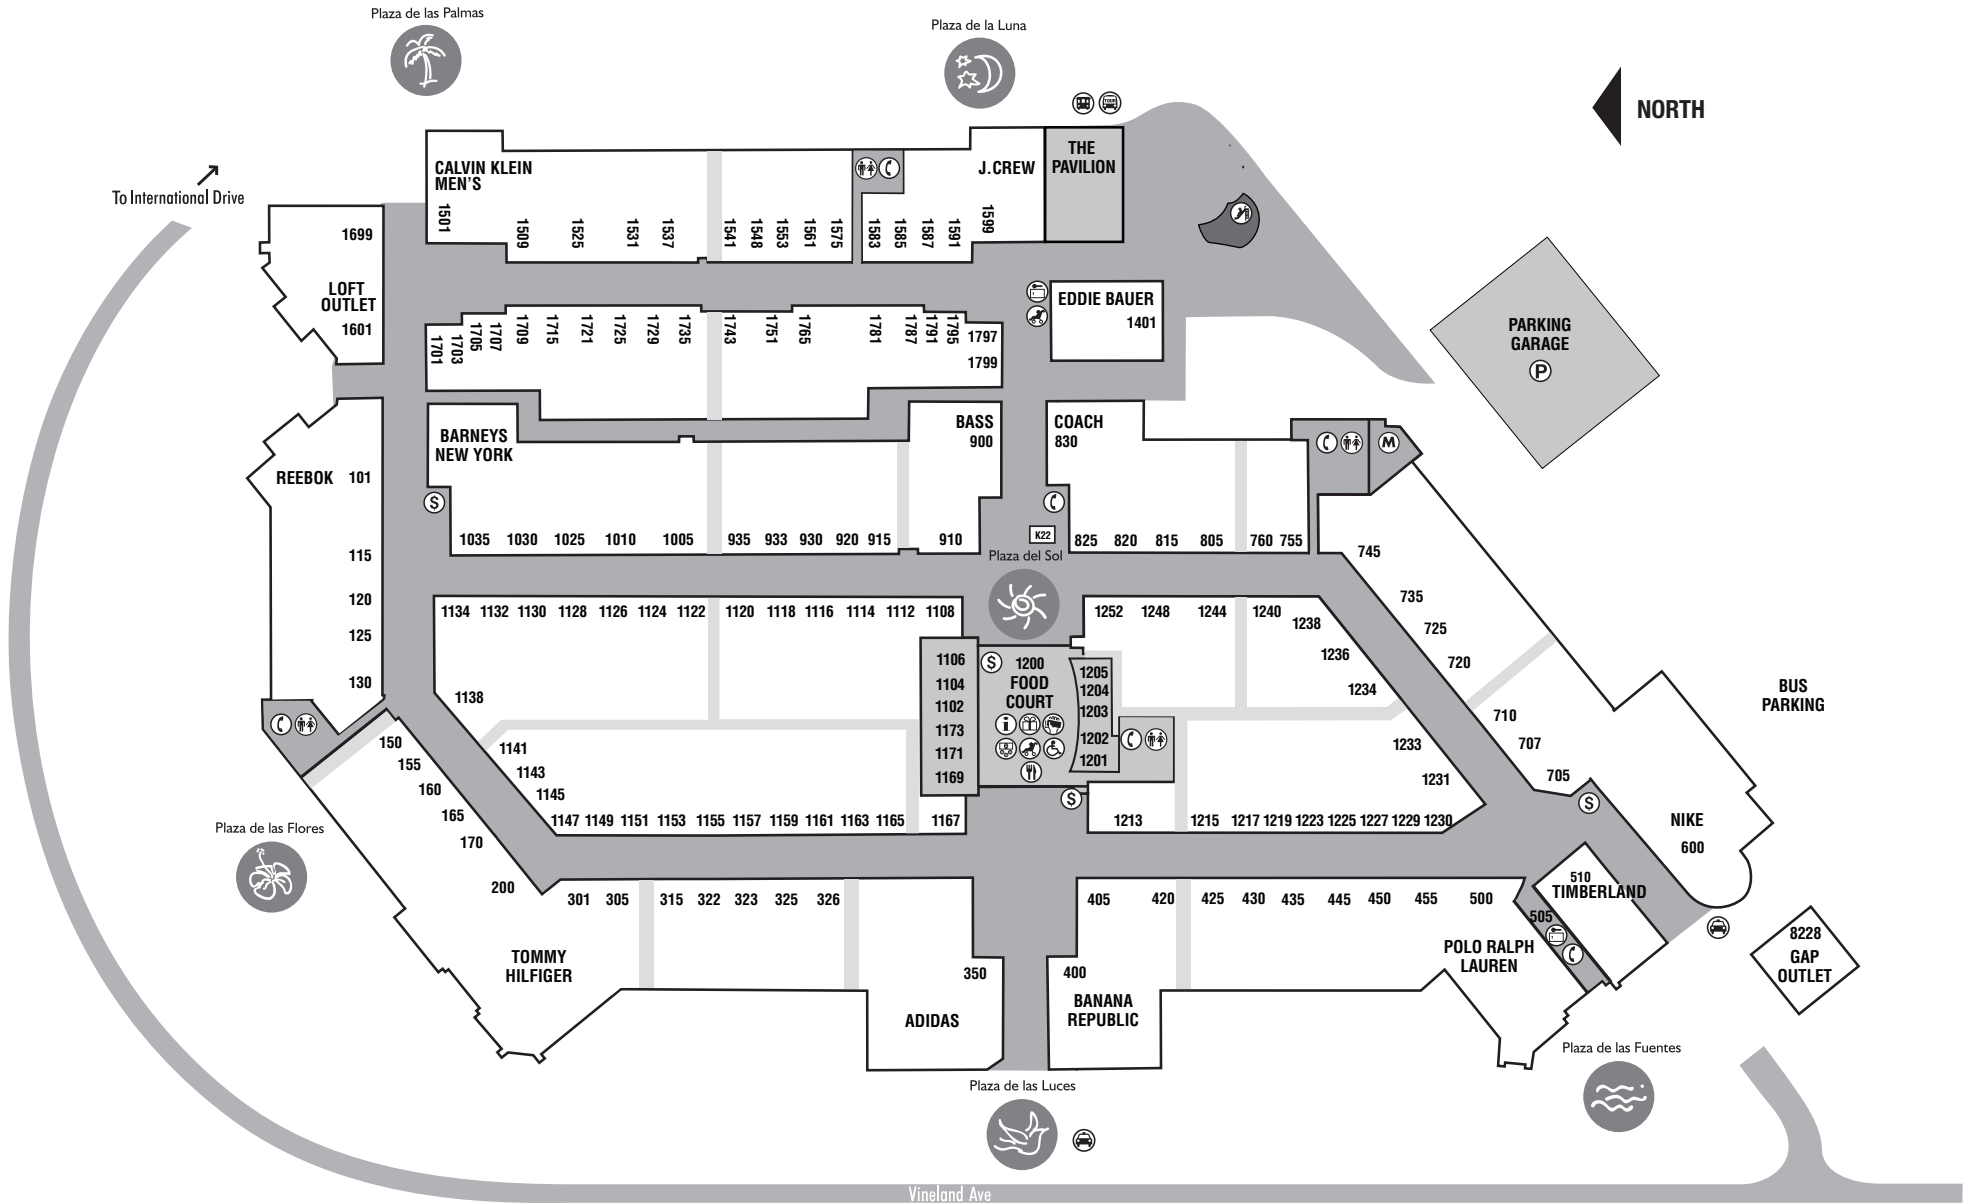 Plaza de las Palmas
Plaza de la Luna
NORTH
To International Drive
CALVIN KLEIN
MEN'S
J.CREW
THE
PAVILION
1501
1509
1525
1531
1537
1541
1548
1553
1561
1575
1583
1585
1587
1591
1599
1699
LOFT
OUTLET
1601
TOUR
EDDIE BAUER
1401
PARKING
GARAGE
P
1701
1703
1705
1707
1709
1715
1721
1725
1729
1735
1743
1751
1765
1781
1787
1791
1795
1797
1799
BARNEYS
NEW YORK
BASS
900
COACH
830
M
REEBOK 101
$
K22
1035 1030 1025 1010 1005 935 933 930 920 915 910
825 820 815 805 760 755
745
115
Plaza del Sol
120
125
130
735
725
720
1134 1132 1130 1128 1126 1124 1122 1120 1118 1116 1114 1112 1108
1252 1248 1244 1240
1238
1236
1234
1138
1106
1104
1102
1173
1171
1169
$
1200
FOOD
COURT
i
1205
1204
1203
1202
1201
BUS
PARKING
710
707
705
1233
1231
150
155
160
165
170
200
1141
1143
1145
1147 1149 1151 1153 1155 1157 1159 1161 1163 1165 1167
$
1213 1215 1217 1219 1223 1225 1227 1229 1230
$
NIKE
600
Plaza de las Flores
301 305 315 322 323 325 326
405 420 425 430 435 445 450 455 500
510
TIMBERLAND
505
TOMMY
HILFIGER
350
400
ADIDAS
BANANA
REPUBLIC
POLO RALPH
LAUREN
8228
GAP
OUTLET
Plaza de las Fuentes
Plaza de las Luces
Vineland Ave